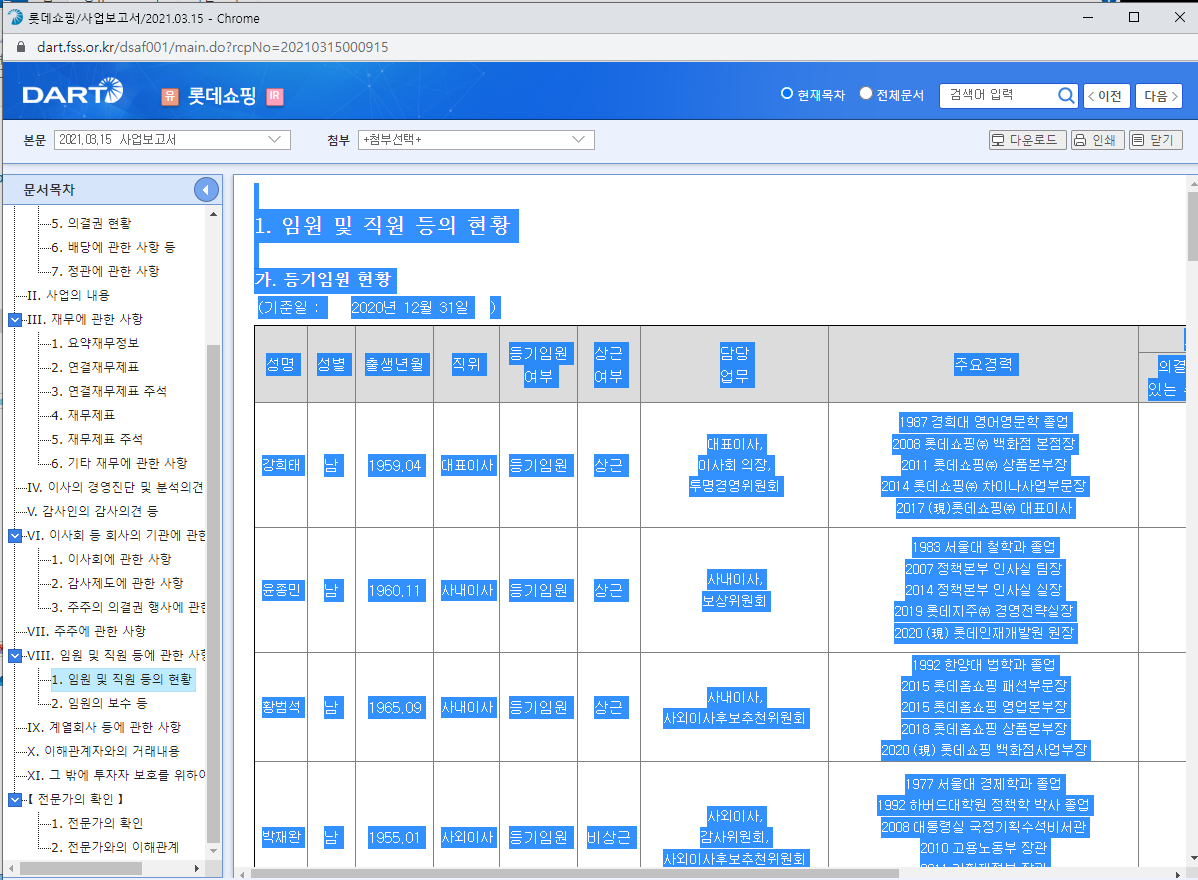 롯데쇼핑/사업보고서/2021.03.15 - Chrome
dart.fss.or.kr/dsaf001/main.do?rcpNo=20210315000915
DART 유 롯데쇼핑 IR 현재목차 전체문서 검색어 입력 이전 다음
본문 2021.03.15 사업보고서 첨부 +첨부선택+ 다운로드 인쇄 닫기
문서목차
5. 의결권 현황
6. 배당에 관한 사항 등
7. 정관에 관한 사항
II. 사업의 내용
III. 재무에 관한 사항
1. 요약재무정보
2. 연결재무제표
3. 연결재무제표 주석
4. 재무제표
5. 재무제표 주석
6. 기타 재무에 관한 사항
IV. 이사의 경영진단 및 분석의견
V. 감사인의 감사의견 등
VI. 이사회 등 회사의 기관에 관한
1. 이사회에 관한 사항
2. 감사제도에 관한 사항
3. 주주의 의결권 행사에 관한
VII. 주주에 관한 사항
VIII. 임원 및 직원 등에 관한 사항
1. 임원 및 직원 등의 현황
2. 임원의 보수 등
IX. 계열회사 등에 관한 사항
X. 이해관계자와의 거래내용
XI. 그 밖에 투자자 보호를 위하여
【 전문가의 확인 】
1. 전문가의 확인
2. 전문가와의 이해관계
1. 임원 및 직원 등의 현황
가. 등기임원 현황
(기준일 : 2020년 12월 31일 )
성명 성별 출생년월 직위 등기임원
여부 상근
여부 담당
업무 주요경력 의결
있는
강희태 남 1959.04 대표이사 등기임원 상근
대표이사,
이사회 의장,
투명경영위원회
1987 경희대 영어영문학 졸업
2008 롯데쇼핑㈜ 백화점 본점장
2011 롯데쇼핑㈜ 상품본부장
2014 롯데쇼핑㈜ 차이나사업부문장
2017 (現)롯데쇼핑㈜ 대표이사
윤종민 남 1960.11 사내이사 등기임원 상근
사내이사,
보상위원회
1983 서울대 철학과 졸업
2007 정책본부 인사실 팀장
2014 정책본부 인사실 실장
2019 롯데지주㈜ 경영전략실장
2020 (現) 롯데인재개발원 원장
황범석 남 1965.09 사내이사 등기임원 상근
사내이사,
사외이사후보추천위원회
1992 한양대 법학과 졸업
2015 롯데홈쇼핑 패션부문장
2015 롯데홈쇼핑 영업본부장
2018 롯데홈쇼핑 상품본부장
2020 (現) 롯데쇼핑 백화점사업부장
박재완 남 1955.01 사외이사 등기임원 비상근
사외이사,
감사위원회,
사외이사후보추천위원회
1977 서울대 경제학과 졸업
1992 하버드대학원 정책학 박사 졸업
2008 대통령실 국정기획수석비서관
2010 고용노동부 장관